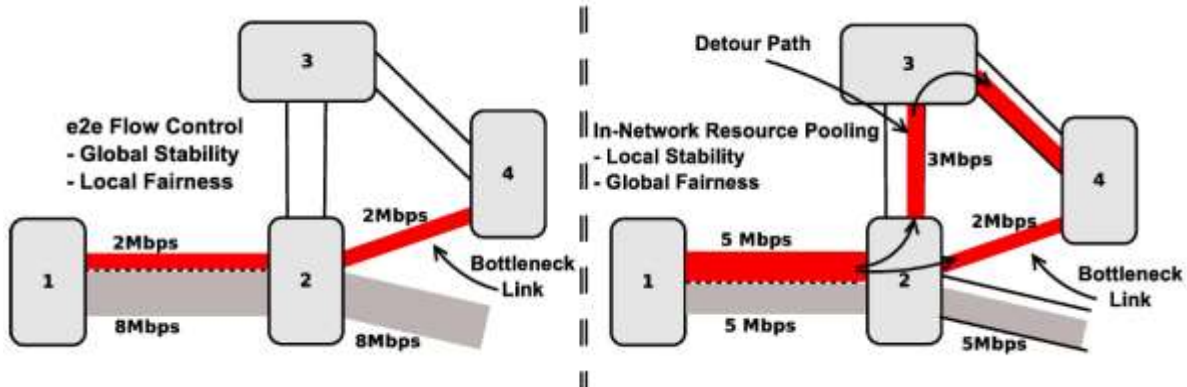 3
e2e Flow Control
- Global Stability
- Local Fairness
4
2Mbps
2Mbps
1
2
Bottleneck
Link
8Mbps
8Mbps
Detour Path
3
In-Network Resource Pooling
- Local Stability
- Global Fairness
3Mbps
4
2Mbps
5 Mbps
1
2
Bottleneck
Link
5 Mbps
5Mbps